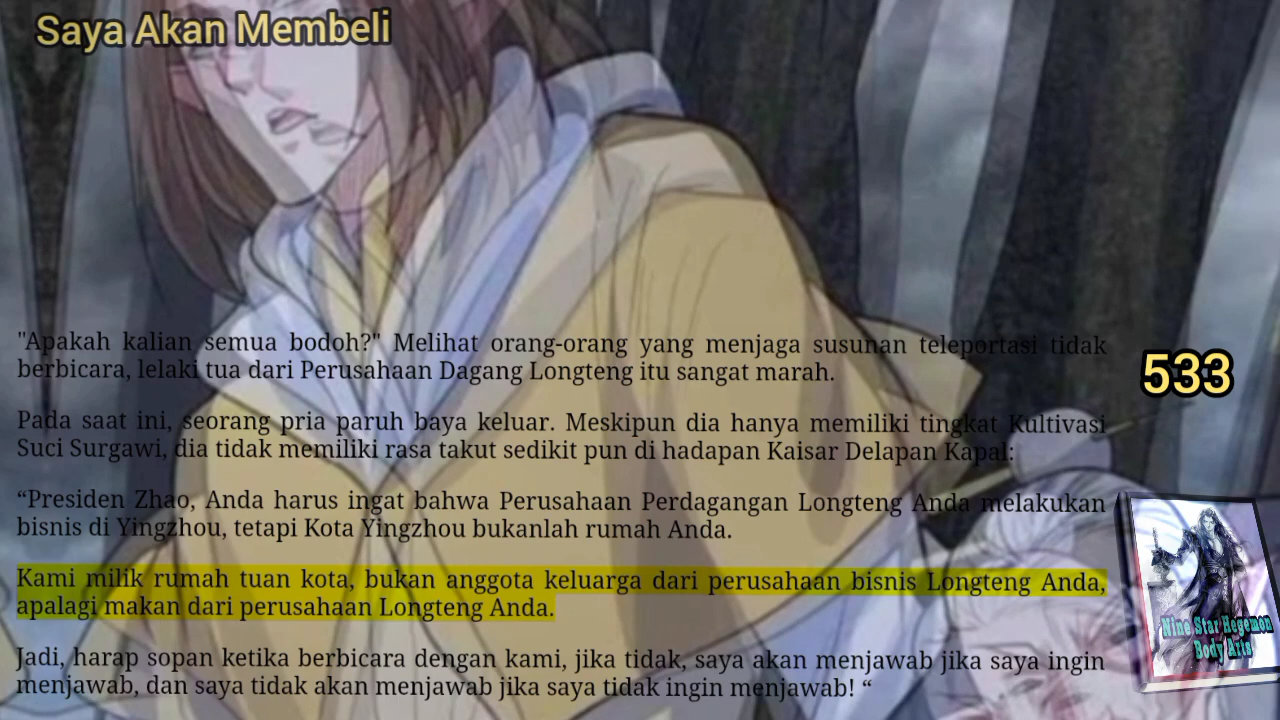 Saya Akan Membeli
"Apakah kalian semua bodoh?" Melihat orang-orang yang menjaga susunan teleportasi tidak
berbicara, lelaki tua dari Perusahaan Dagang Longteng itu sangat marah.
533
Pada saat ini, seorang pria paruh baya keluar. Meskipun dia hanya memiliki tingkat Kultivasi
Suci Surgawi, dia tidak memiliki rasa takut sedikit pun di hadapan Kaisar Delapan Kapal:
“Presiden Zhao, Anda harus ingat bahwa Perusahaan Perdagangan Longteng Anda melakukan
bisnis di Yingzhou, tetapi Kota Yingzhou bukanlah rumah Anda.
Kami milik rumah tuan kota, bukan anggota keluarga dari perusahaan bisnis Longteng Anda,
apalagi makan dari perusahaan Longteng Anda.
Jadi, harap sopan ketika berbicara dengan kami, jika tidak, saya akan menjawab jika saya ingin
menjawab, dan saya tidak akan menjawab jika saya tidak ingin menjawab! “
Nine Star Hegemon
Body Arts